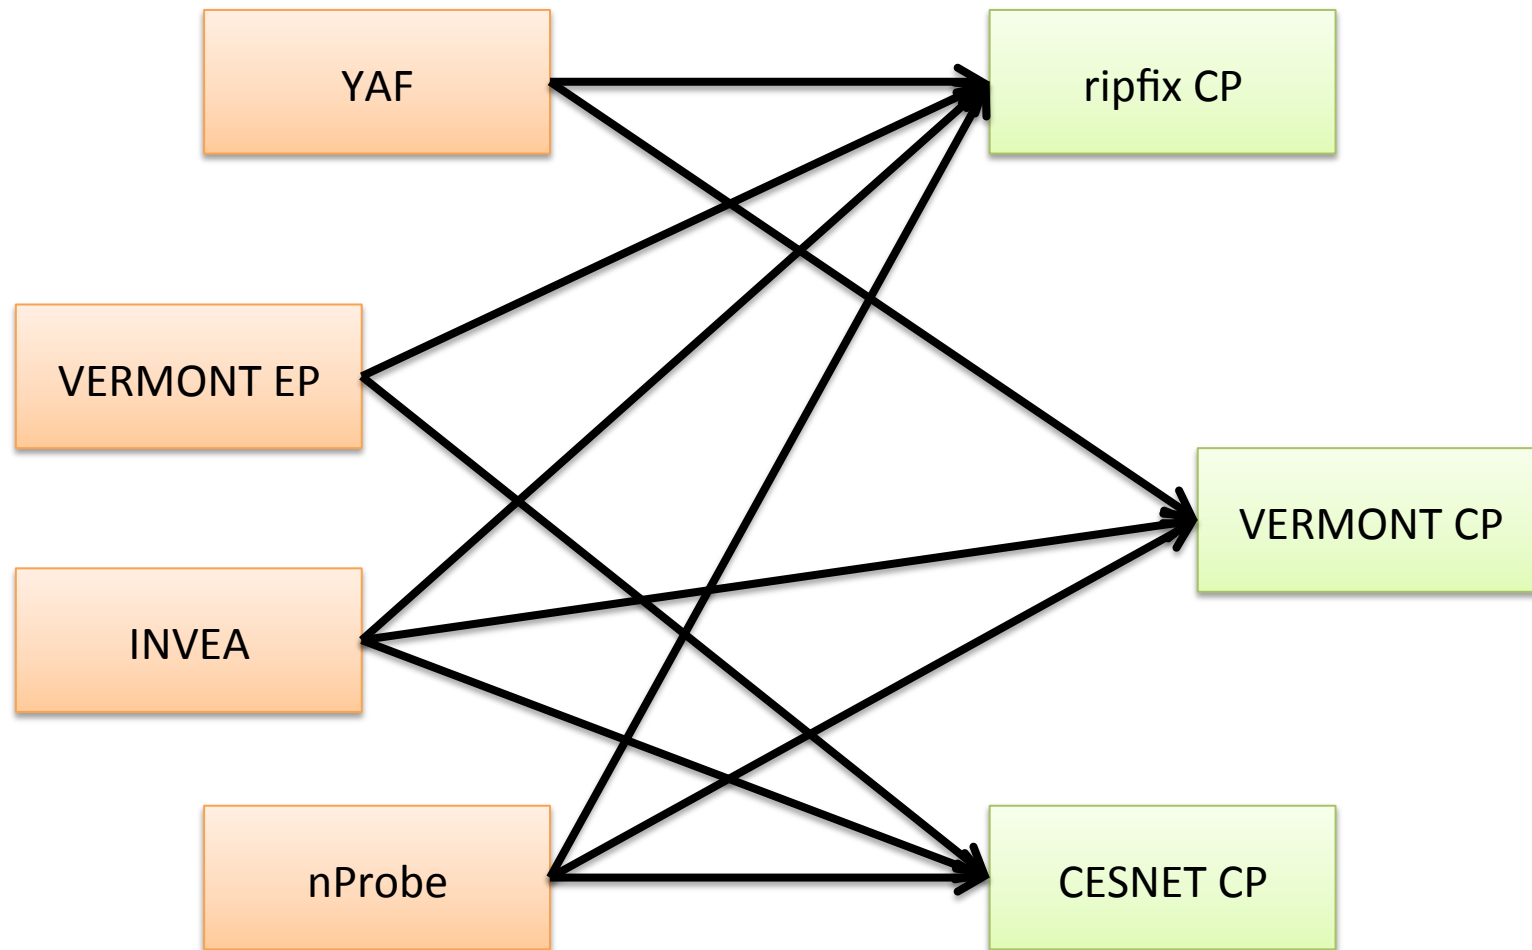 YAF
ripfix CP
VERMONT EP
VERMONT CP
INVEA
nProbe
CESNET CP